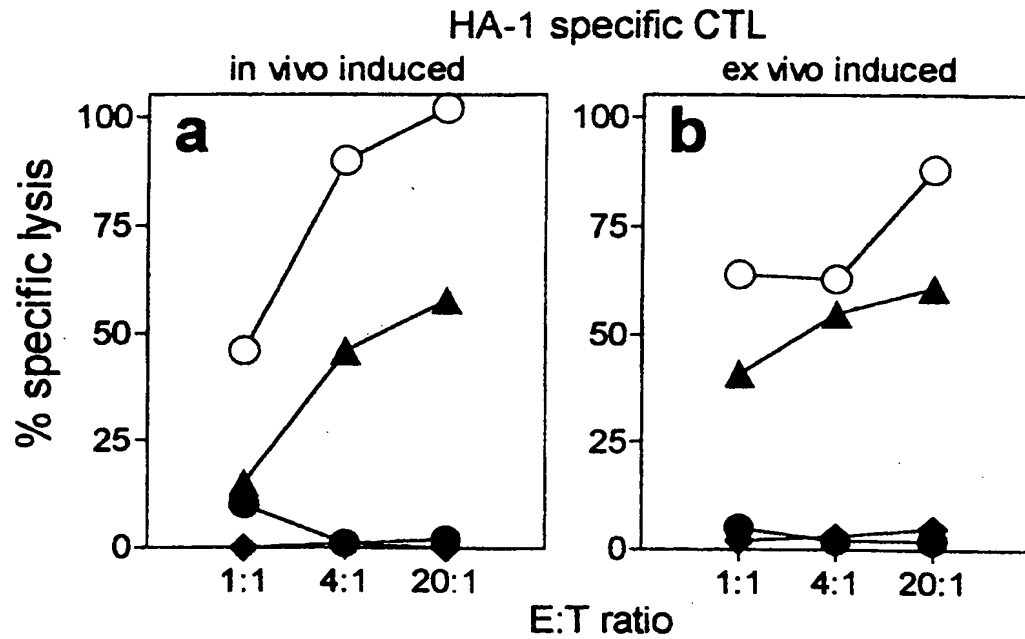 HA-1 specific CTL
in vivo induced
ex vivo induced
a
b
% specific lysis
100
75
50
25
0
100
75
50
25
0
1:1 4:1 20:1
1:1 4:1 20:1
E:T ratio